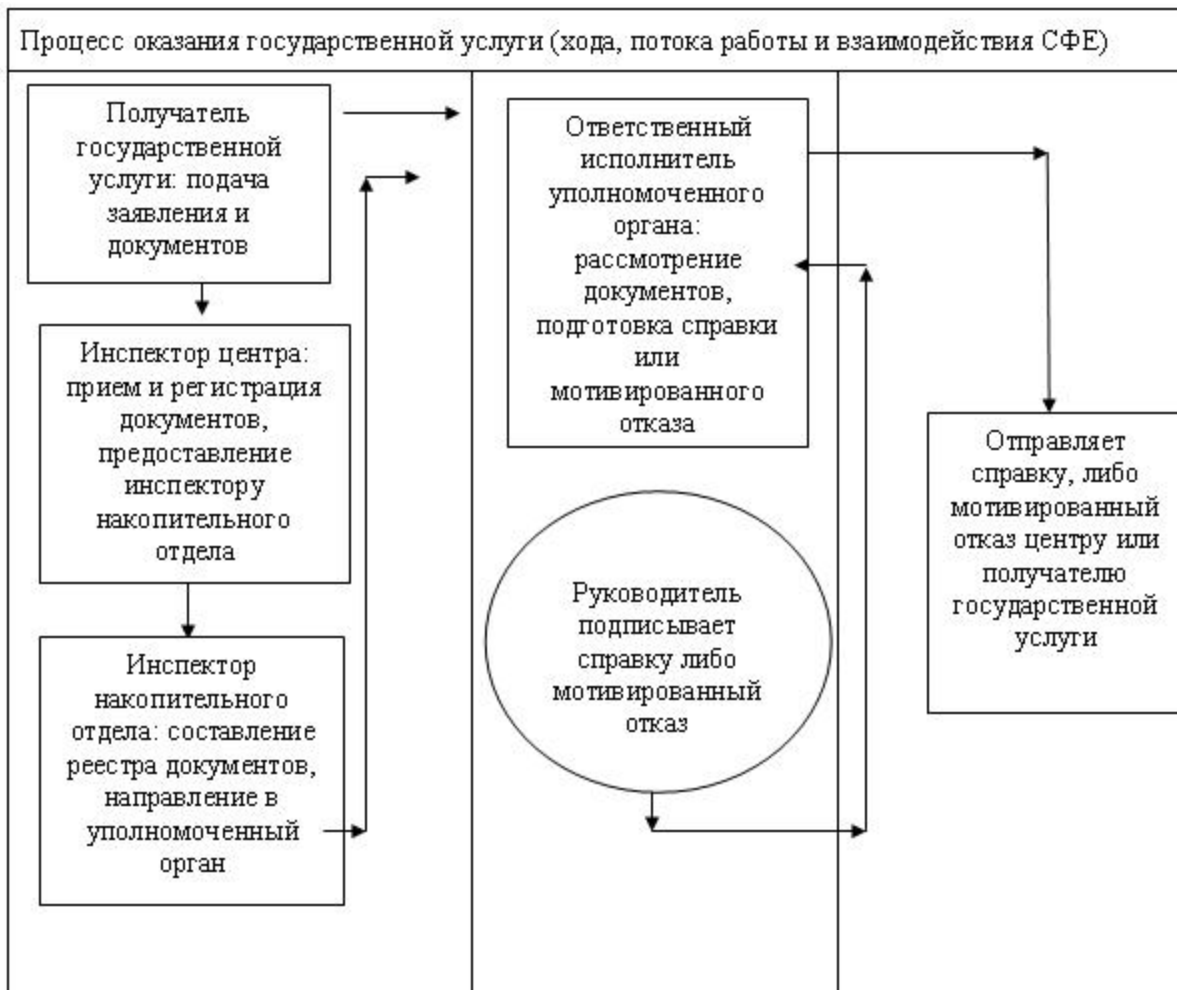 Процесс оказания государственной услуги (хода, потока работы и взаимодействия СФЕ)
Получатель
государственной
услуги: подача
заявления и
документов
Инспектор центра:
прием и регистрация
документов,
предоставление
инспектору
накопительного
отдела
Инспектор
накопительного
отдела: составление
реестра документов,
направление в
уполномоченный
орган
Ответственный
исполнитель
уполномоченного
органа:
рассмотрение
документов,
подготовка справки
или
мотивированного
отказа
Руководитель
подписывает
справку либо
мотивированный
отказ
Отправляет
справку, либо
мотивированный
отказ центру или
получателю
государственной
услуги